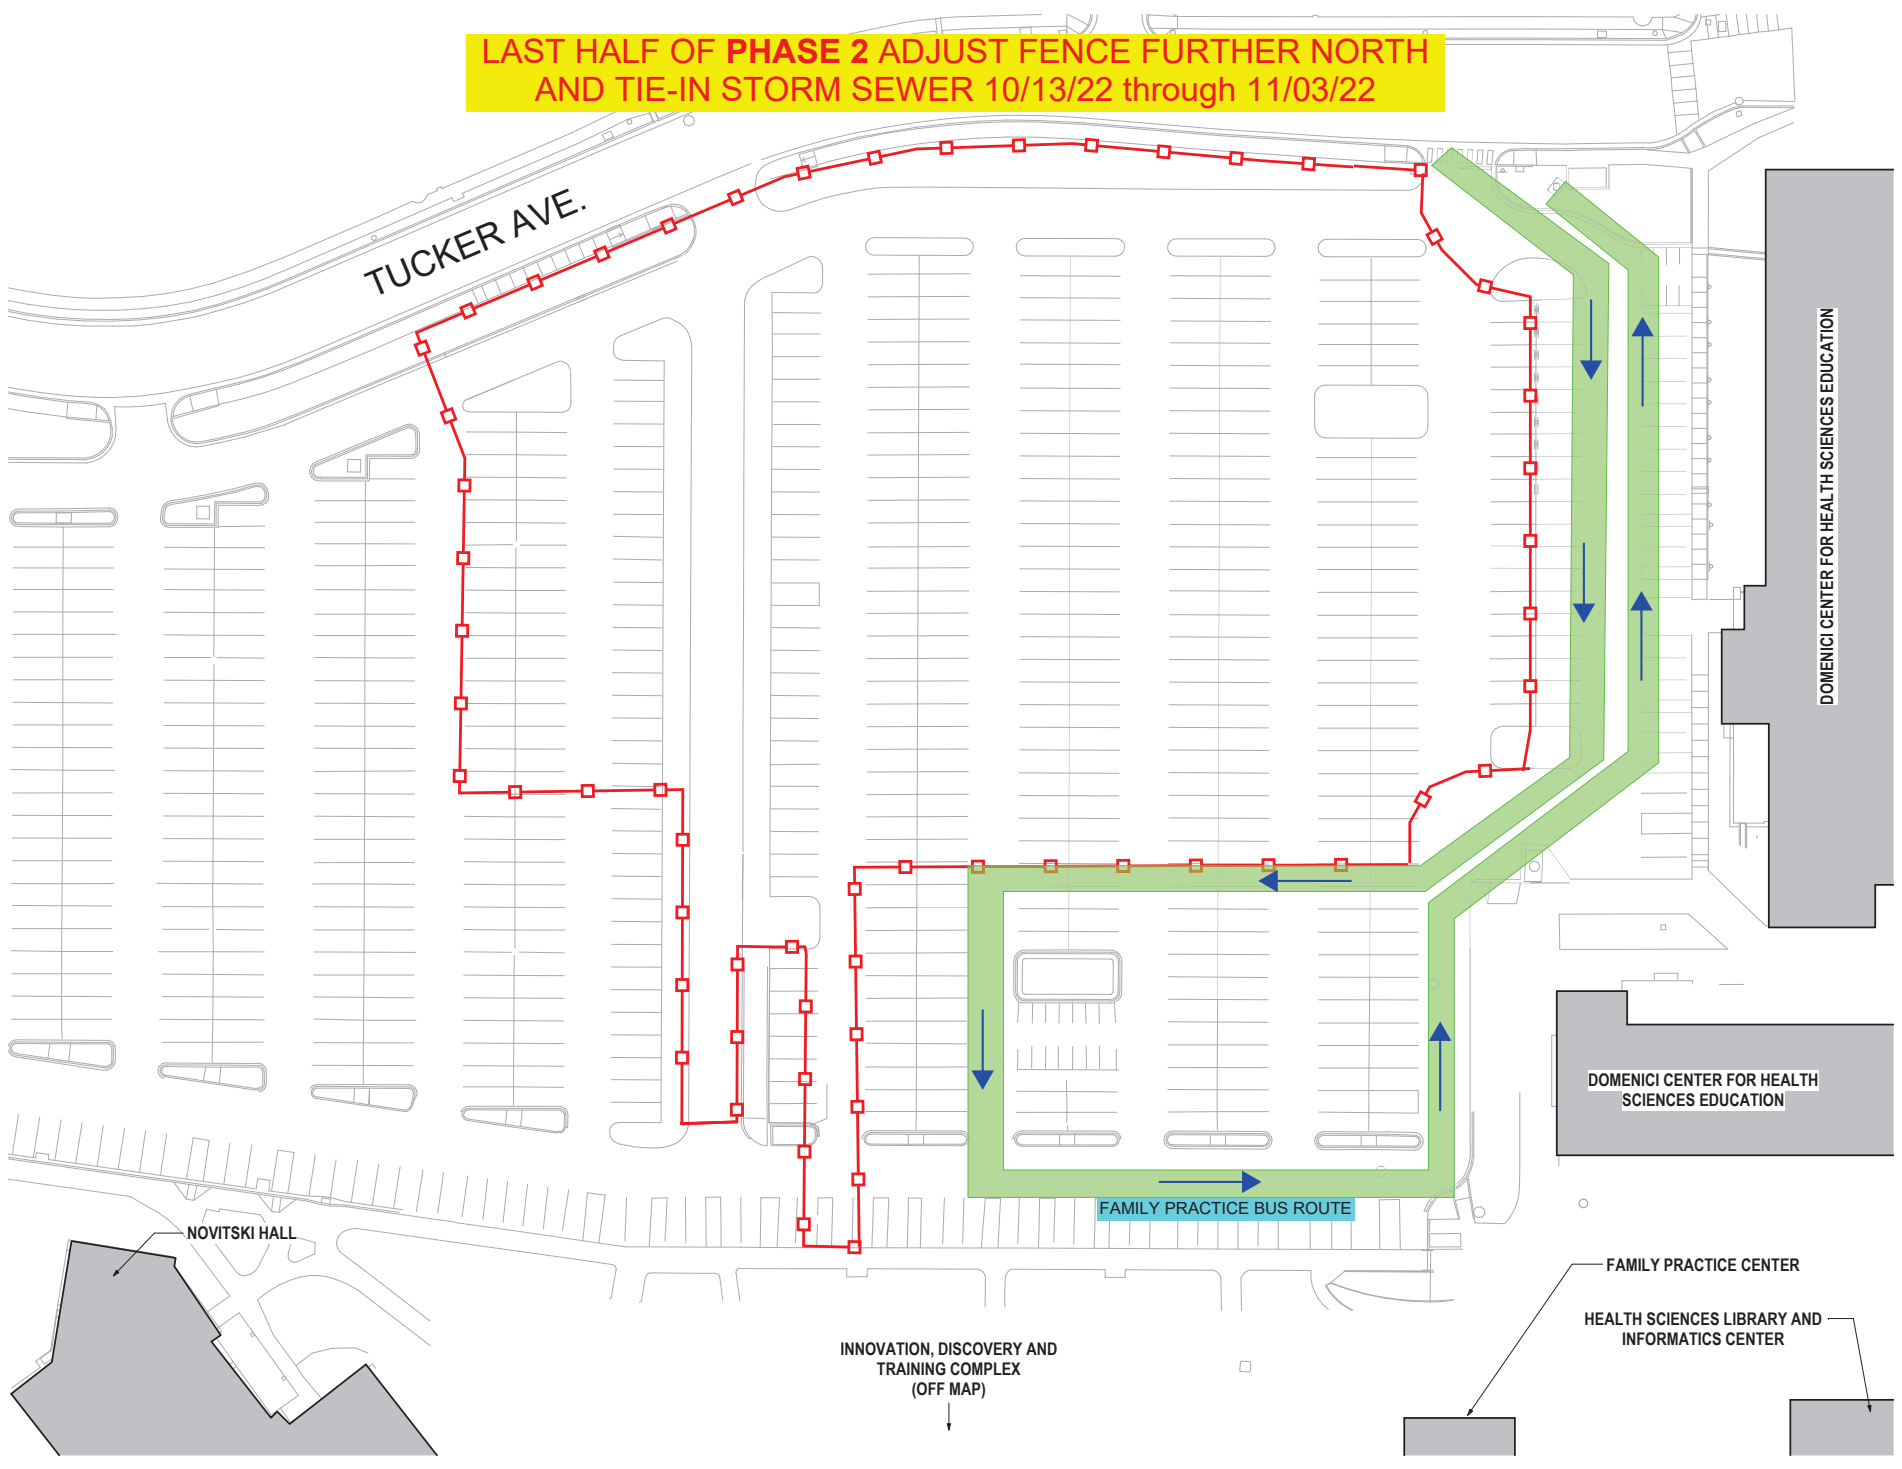 LAST HALF OF PHASE 2 ADJUST FENCE FURTHER NORTH
AND TIE-IN STORM SEWER 10/13/22 through 11/03/22
TUCKER AVE.
DOMENICI CENTER FOR HEALTH SCIENCES EDUCATION
DOMENICI CENTER FOR HEALTH
SCIENCES EDUCATION
FAMILY PRACTICE BUS ROUTE
NOVITSKI HALL
FAMILY PRACTICE CENTER
HEALTH SCIENCES LIBRARY AND
INFORMATICS CENTER
INNOVATION, DISCOVERY AND
TRAINING COMPLEX
(OFF MAP)